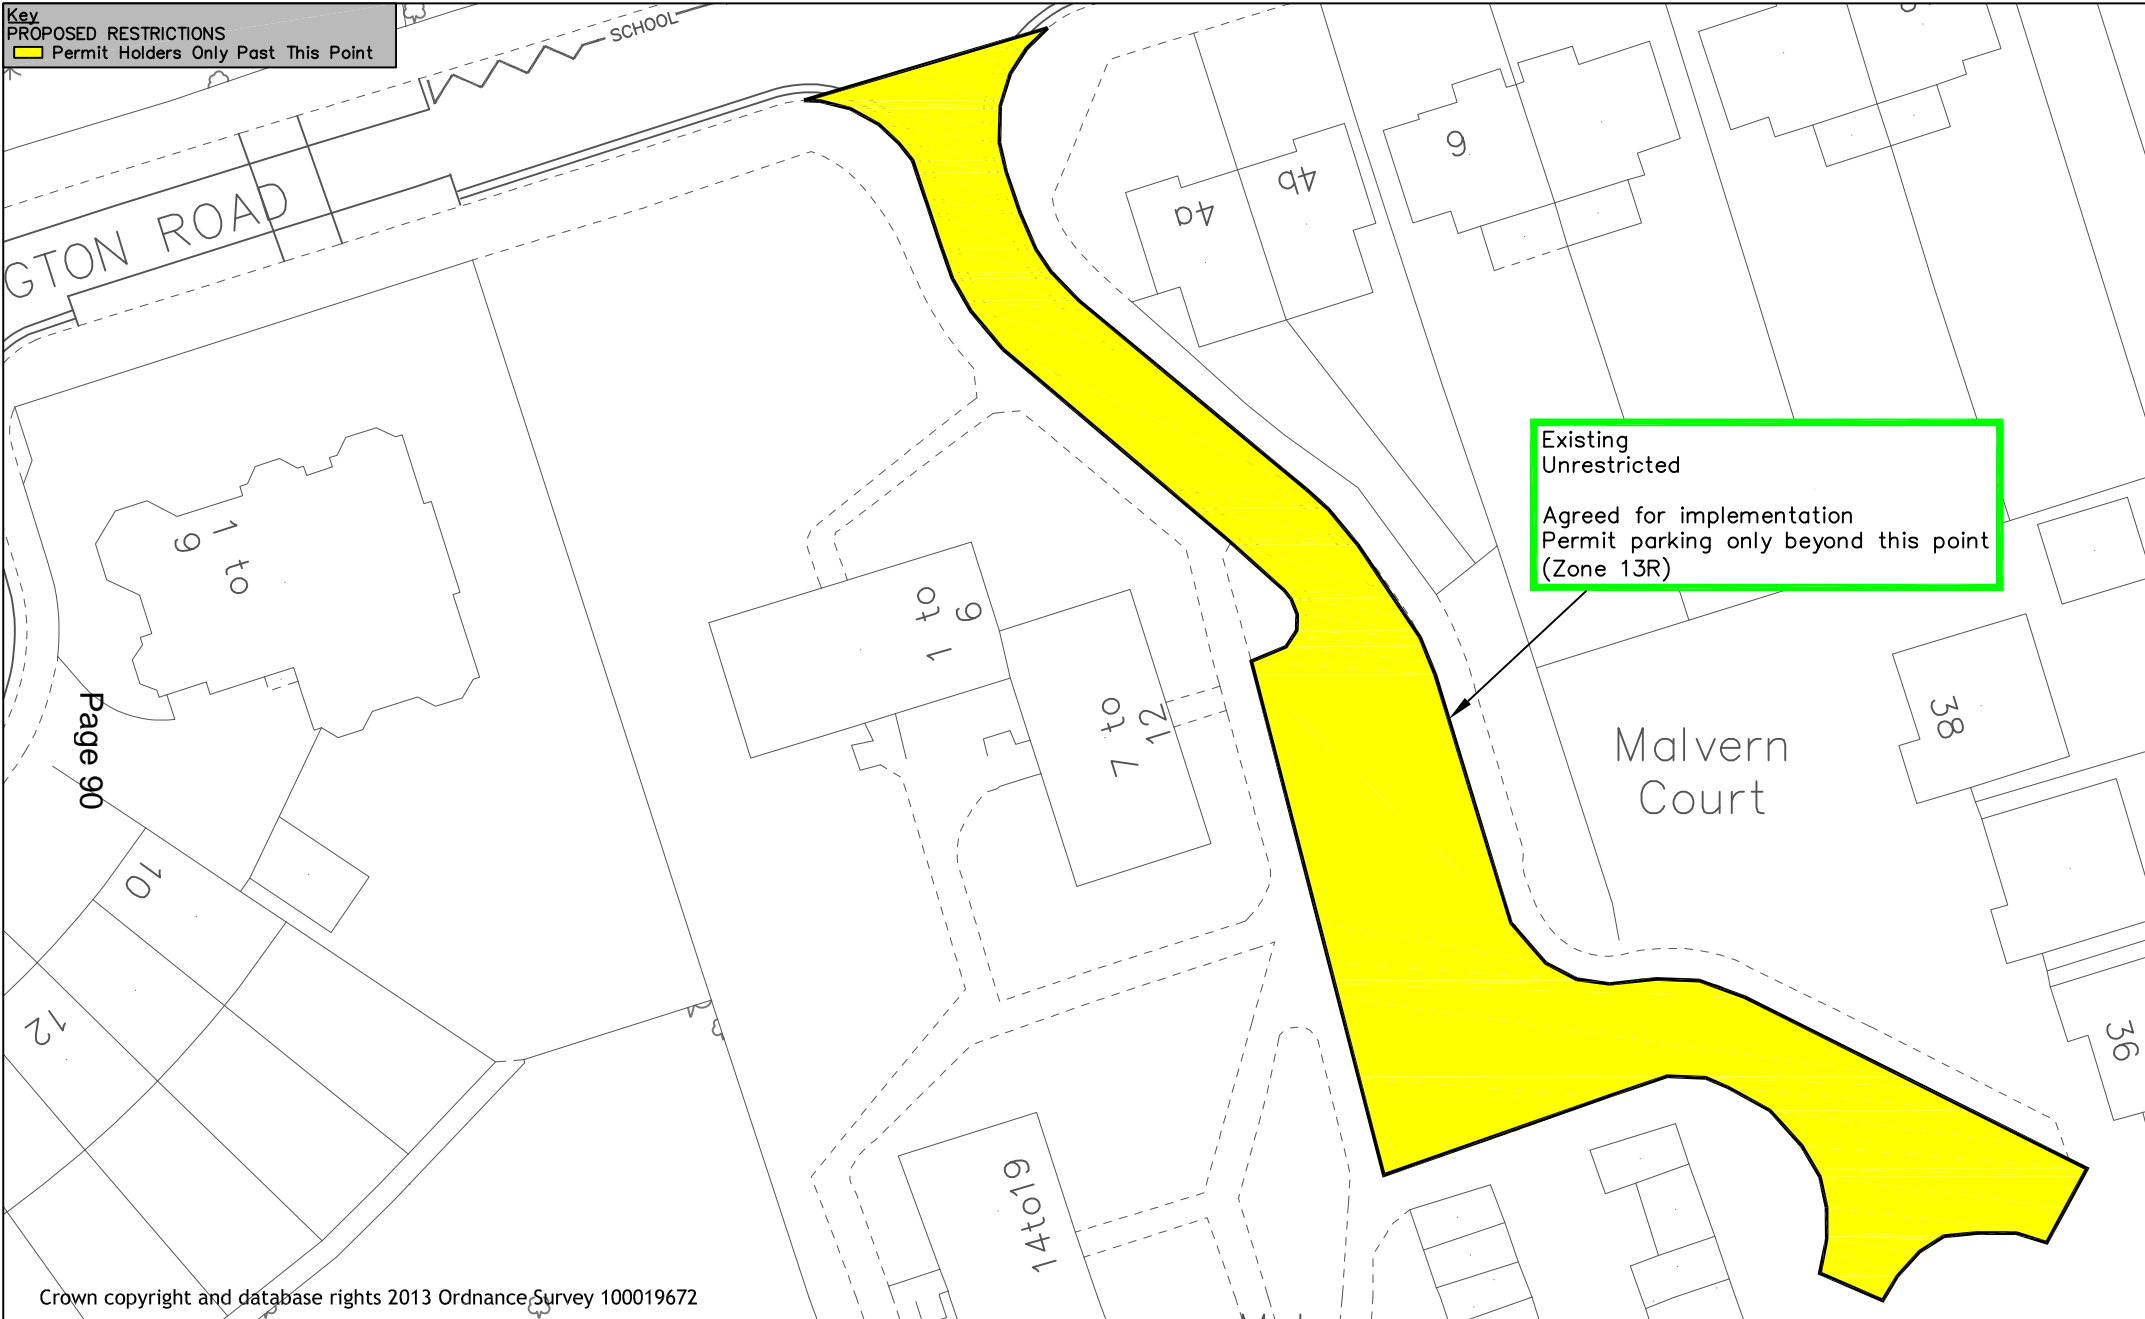 Key
PROPOSED RESTRICTIONS
Permit Holders Only Past This Point
SCHOOL
GTON ROAD
4a
4b
6
Existing
Unrestricted
Agreed for implementation
Permit parking only beyond this point
(Zone 13R)
1 to
9
1 to
6
7 to
12
Malvern
Court
38
36
Page 90
10
12
14to19
Crown copyright and database rights 2013 Ordnance Survey 100019672